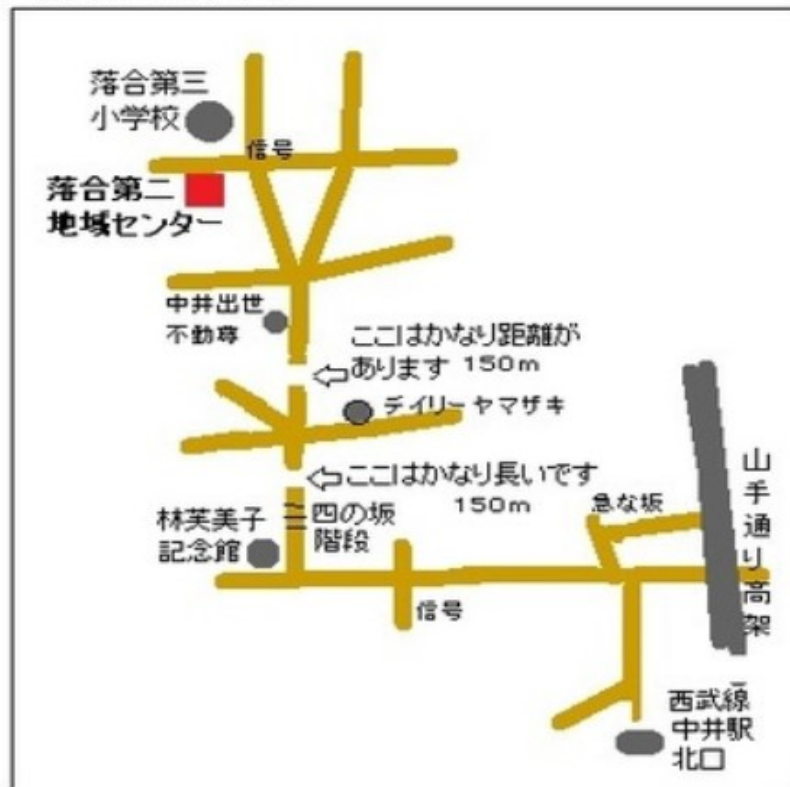 落合第三
小学校
信号
落合第二
地域センター
中井出世
不動尊
ここはかなり距離が
あります 150m
デイリーヤマザキ
ここはかなり長いです
150m
急な坂
林芙美子
記念館
四の坂
階段
山手通り高架
信号
西武線
中井駅
北口